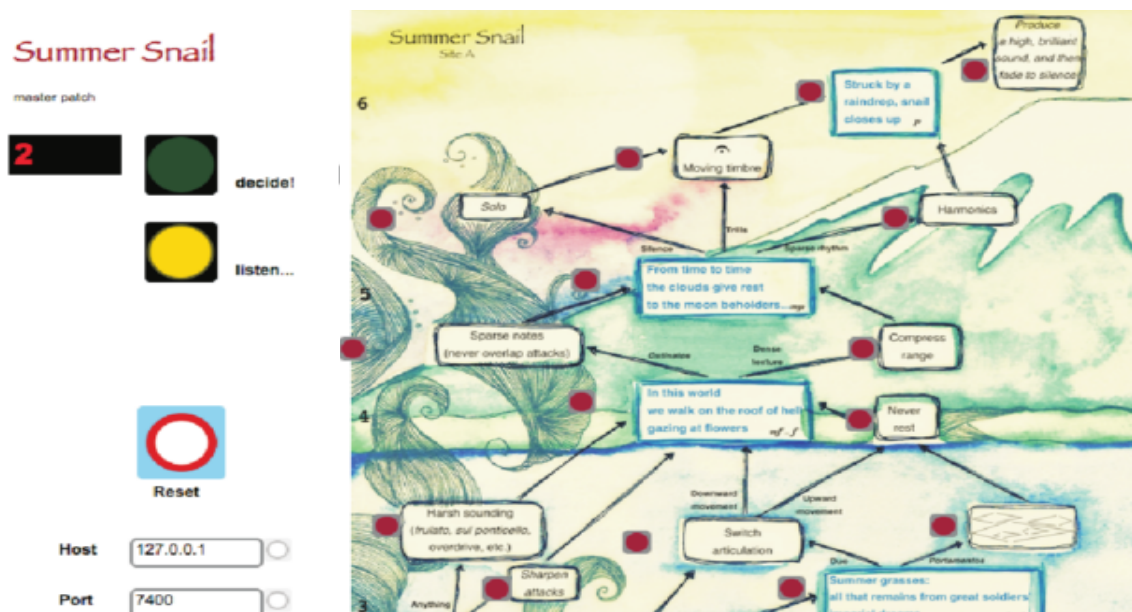 Summer Snail
master patch
2
decide!
listen...
Reset
Host
127.0.0.1
Port
7400
Summer Snail
Site A
Produce
a high, brilliant
sound, and then
fade to silence!
6
Struck by a
raindrop, snail
closes up p
Moving timbre
Solo
Harmonics
Silence
Trills
Sparse rhythm
5
From time to time
the clouds give rest
to the moon beholders...mp
Sparse notes
(never overlap attacks)
Compress
range
Ostinatos
Dense
texture
4
In this world
we walk on the roof of hell
gazing at flowers mf - f
Never
rest
Downward
movement
Upward
movement
Harsh sounding
(frulato, sul ponticello,
overdrive, etc.)
Switch
articulation
Sharpen
attacks
Duo
Portamentos
Anything
3
Summer grasses:
all that remains from great soldiers